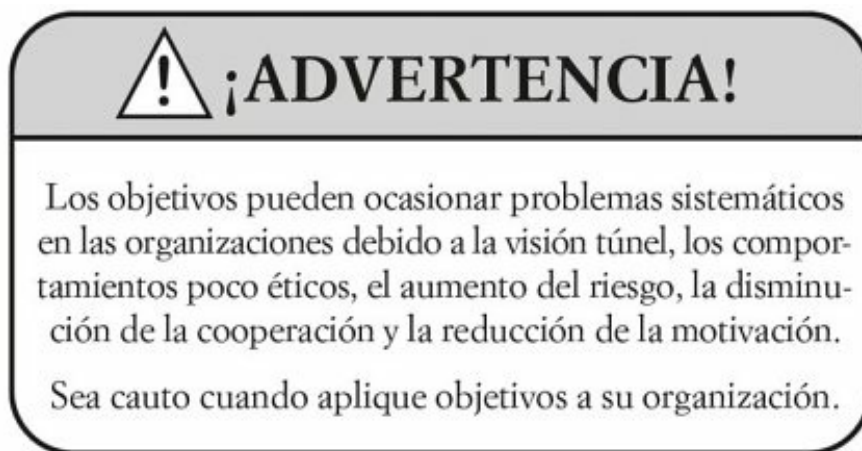 ¡ADVERTENCIA!
Los objetivos pueden ocasionar problemas sistemáticos
en las organizaciones debido a la visión túnel, los compor-
tamientos poco éticos, el aumento del riesgo, la disminu-
ción de la cooperación y la reducción de la motivación.
Sea cauto cuando aplique objetivos a su organización.